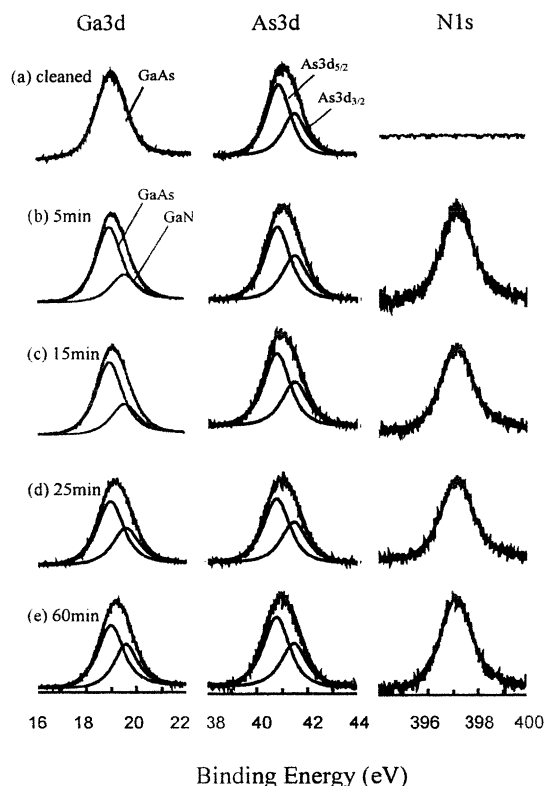 Ga3d As3d N1s
(a) cleaned GaAs As3d5/2 As3d3/2
(b) 5min GaAs GaN
(c) 15min
(d) 25min
(e) 60min
16 18 20 22 38 40 42 44 396 398 400
Binding Energy (eV)